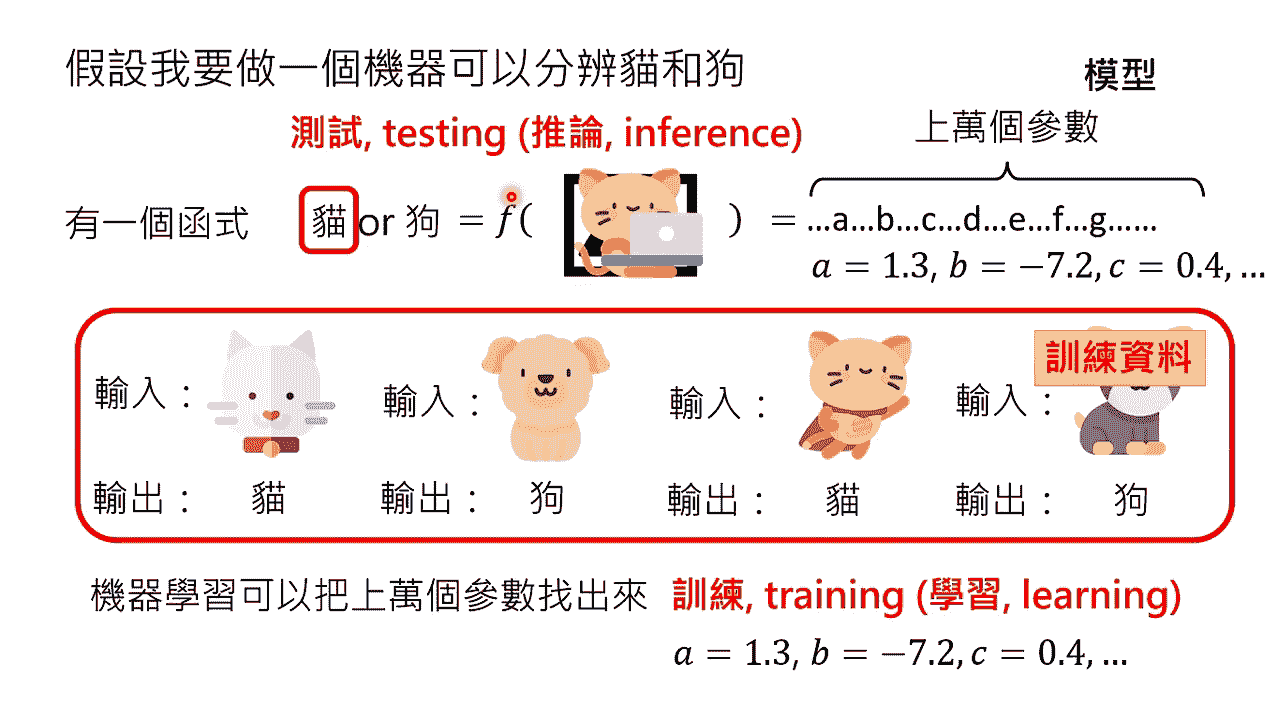 假設我要做一個機器可以分辨貓和狗
模型
測試, testing (推論, inference)
上萬個參數
有一個函式 貓 or 狗 = f( ) = …a…b…c…d…e…f…g……
a = 1.3, b = −7.2, c = 0.4, …
訓練資料
輸入： 輸入： 輸入： 輸入：
輸出： 貓 輸出： 狗 輸出： 貓 輸出： 狗
機器學習可以把上萬個參數找出來 訓練, training (學習, learning)
a = 1.3, b = −7.2, c = 0.4, …